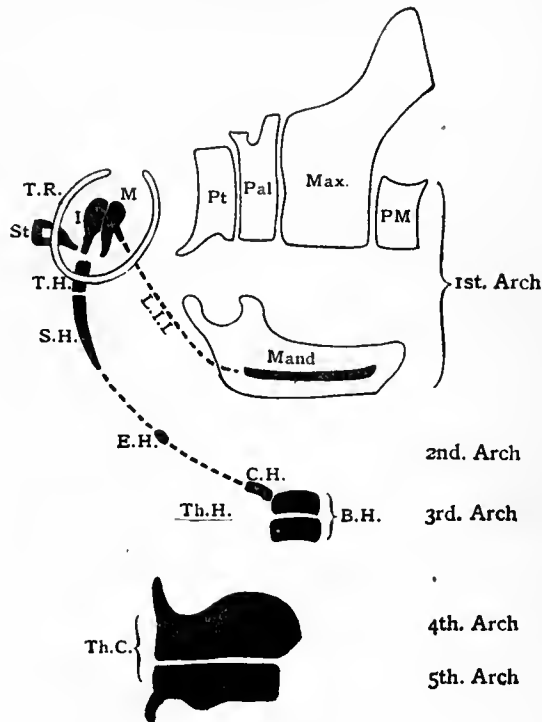 Pt
Pal
Max.
PM
T.R.
M
I
St
T.H.
S.H.
L.I.L
Mand
1st. Arch
E.H.
2nd. Arch
C.H.
Th.H.
B.H.
3rd. Arch
4th. Arch
Th.C.
5th. Arch